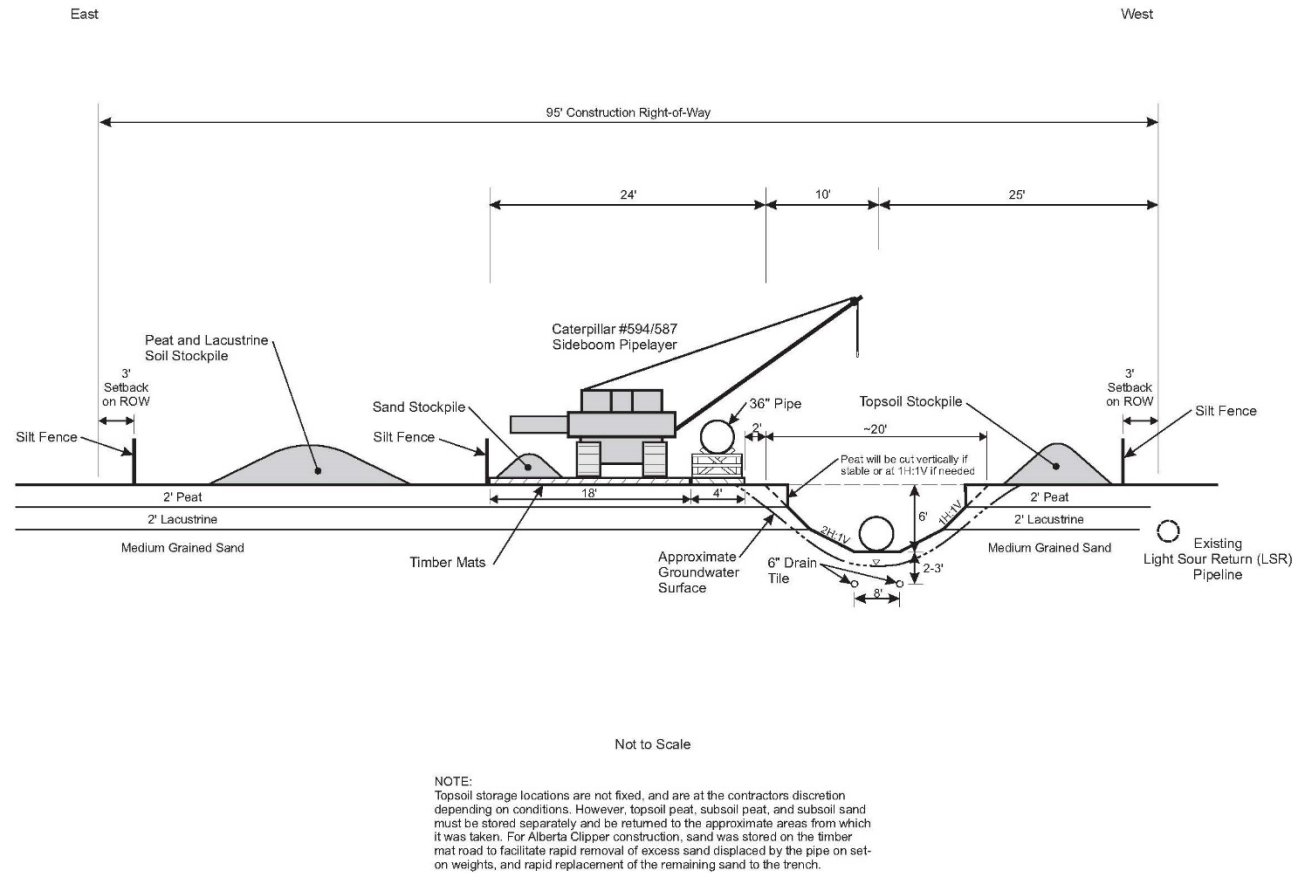 East
West
95' Construction Right-of-Way
24'
10'
25'
Caterpillar #594/587
Sideboom Pipelayer
Peat and Lacustrine
Soil Stockpile
3'
Setback
on ROW
3'
Setback
on ROW
Sand Stockpile
36" Pipe
Topsoil Stockpile
Silt Fence
Silt Fence
2'
~20'
Silt Fence
Peat will be cut vertically if
stable or at 1H:1V if needed
2' Peat
18'
4'
6'
2' Peat
2' Lacustrine
2H:1V
1H:1V
2' Lacustrine
Medium Grained Sand
Timber Mats
Approximate
Groundwater
Surface
6" Drain
Tile
2-3'
8'
Medium Grained Sand
Existing
Light Sour Return (LSR)
Pipeline
Not to Scale
NOTE:
Topsoil storage locations are not fixed, and are at the contractors discretion
depending on conditions. However, topsoil peat, subsoil peat, and subsoil sand
must be stored separately and be returned to the approximate areas from which
it was taken. For Alberta Clipper construction, sand was stored on the timber
mat road to facilitate rapid removal of excess sand displaced by the pipe on set-
on weights, and rapid replacement of the remaining sand to the trench.